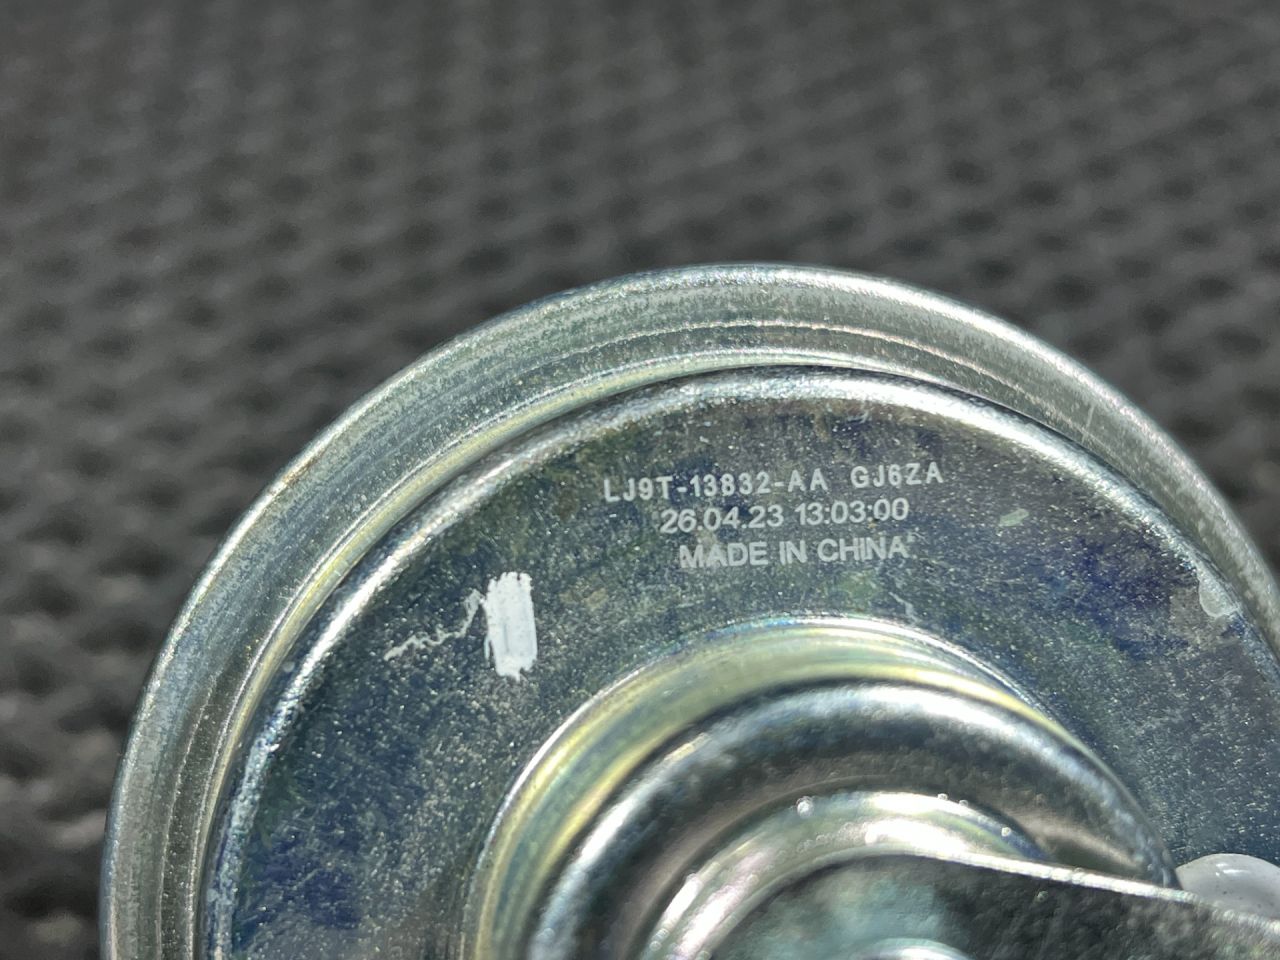 LJ9T-13832-AA GJ6ZA
26.04.23 13:03:00
MADE IN CHINA